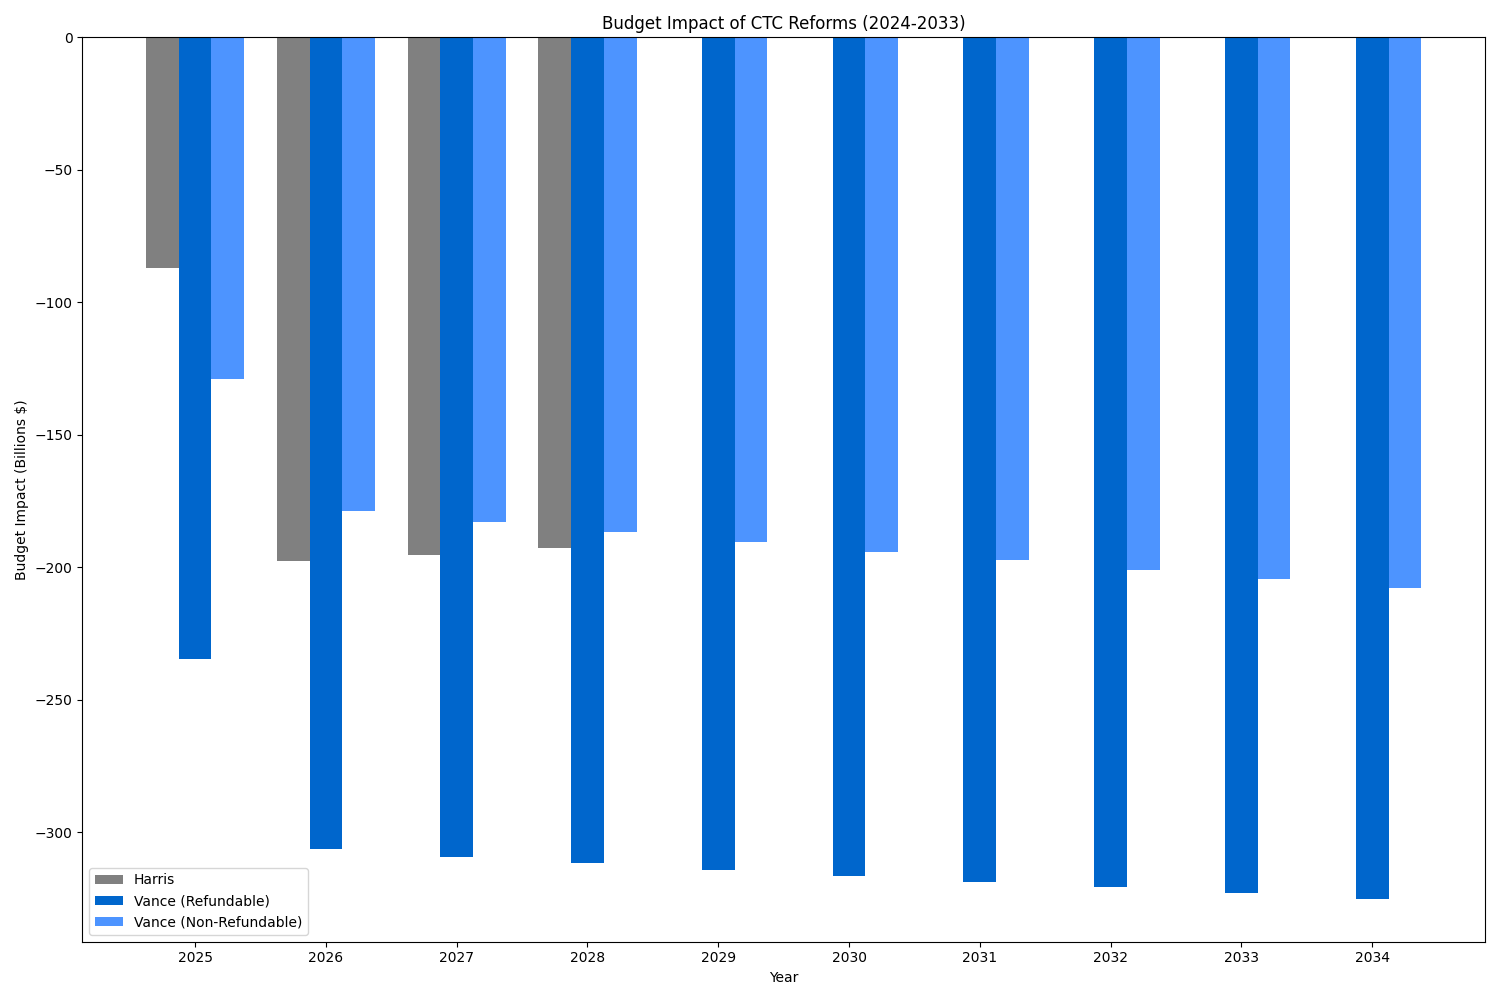 Budget Impact of CTC Reforms (2024-2033)
0
−50
−100
−150
−200
−250
−300
Budget Impact (Billions $)
Harris
Vance (Refundable)
Vance (Non-Refundable)
2025 2026 2027 2028 2029 2030 2031 2032 2033 2034
Year